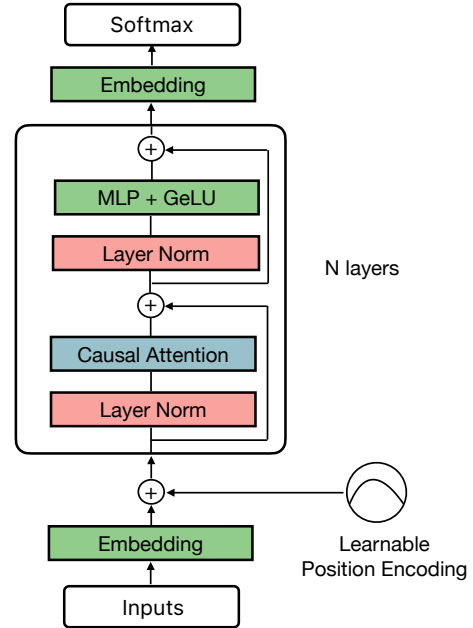 Softmax
Embedding
+
MLP + GeLU
Layer Norm
N layers
+
Causal Attention
Layer Norm
+
Embedding
Learnable
Position Encoding
Inputs